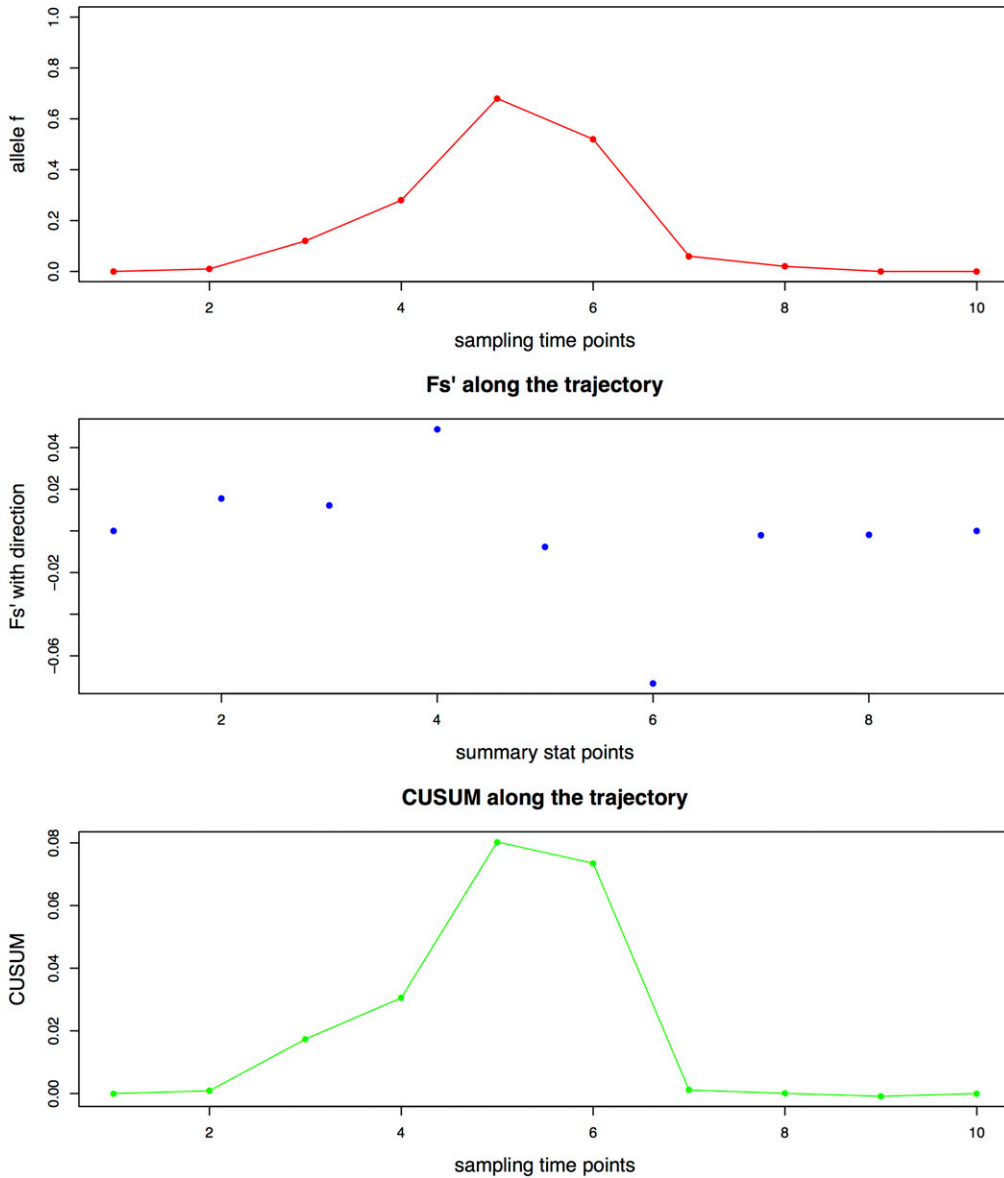 1.0
0.8
0.6
0.4
0.2
0.0
allele f
2 4 6 8 10
sampling time points
Fs' along the trajectory
0.04
0.02
−0.02
−0.06
Fs' with direction
2 4 6 8
summary stat points
CUSUM along the trajectory
0.08
0.06
0.04
0.02
0.00
CUSUM
2 4 6 8 10
sampling time points